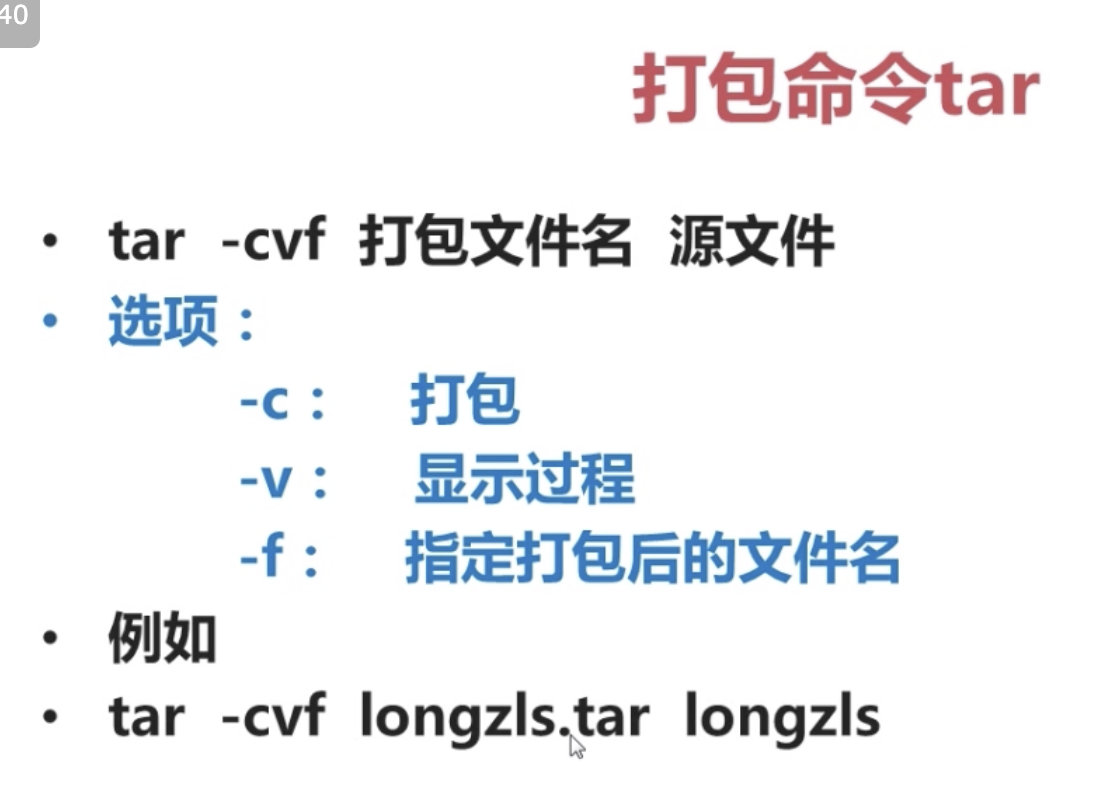 40
打包命令tar
• tar -cvf 打包文件名 源文件
• 选项：
-c： 打包
-v： 显示过程
-f： 指定打包后的文件名
• 例如
• tar -cvf longzls.tar longzls